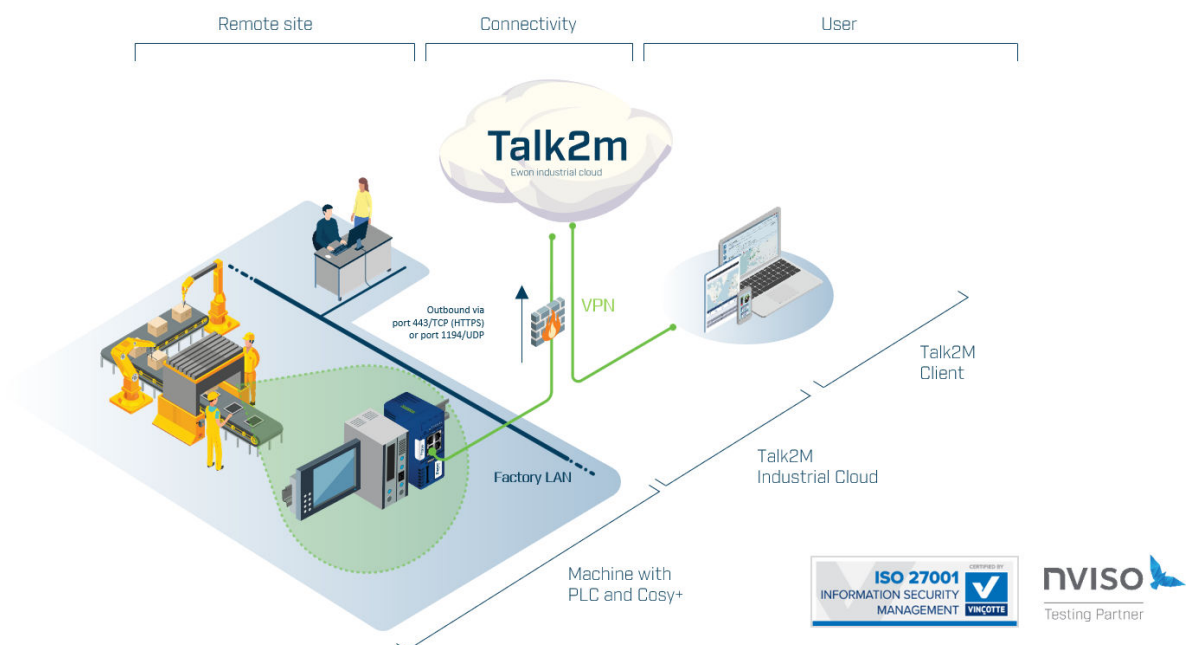 Remote site
Connectivity
User
Talk2m
Ewon industrial cloud
Outbound via
port 443/TCP (HTTPS)
or port 1194/UDP
VPN
Talk2M
Client
Talk2M
Industrial Cloud
Factory LAN
Machine with
PLC and Cosy+
CERTIFIED BY
ISO 27001
INFORMATION SECURITY
MANAGEMENT
VINÇOTTE
nviso
Testing Partner